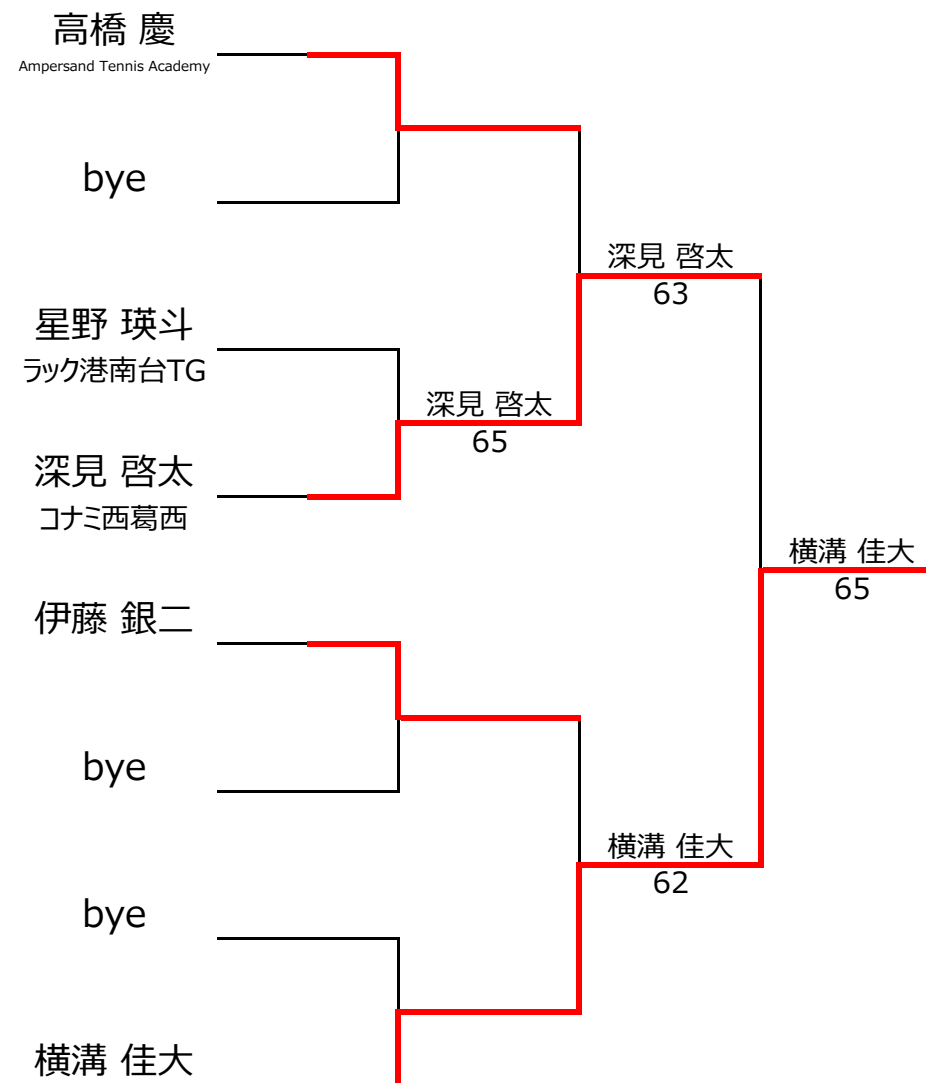 高橋 慶
Ampersand Tennis Academy
bye
深見 啓太
63
星野 瑛斗
ラック港南台TG
深見 啓太
65
深見 啓太
コナミ西葛西
横溝 佳大
65
伊藤 銀二
bye
横溝 佳大
62
bye
横溝 佳大